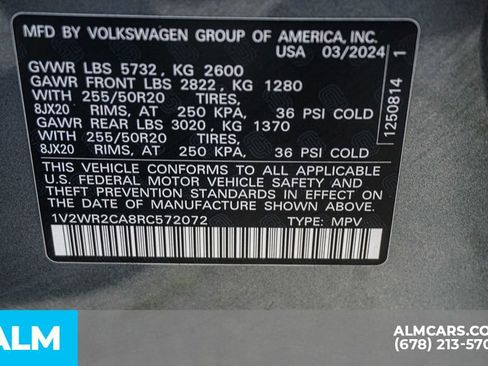 MFD BY VOLKSWAGEN GROUP OF AMERICA, INC.
USA 03/2024
GVWR LBS 5732, KG 2600
GAWR FRONT LBS 2822, KG 1280
WITH 255/50R20 TIRES,
8JX20 RIMS, AT 250 KPA, 36 PSI COLD
GAWR REAR LBS 3020, KG 1370
WITH 255/50R20 TIRES,
8JX20 RIMS, AT 250 KPA, 36 PSI COLD
THIS VEHICLE CONFORMS TO ALL APPLICABLE
U.S. FEDERAL MOTOR VEHICLE SAFETY AND
THEFT PREVENTION STANDARDS IN EFFECT ON
THE DATE OF MANUFACTURE SHOWN ABOVE.
1V2WR2CA8RC572072 TYPE: MPV
1250814 1
ALM
ALMCARS.CO
(678) 213-570